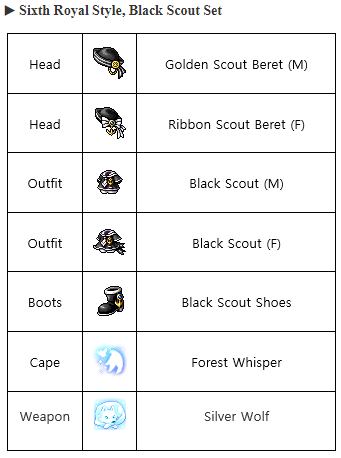 ► Sixth Royal Style, Black Scout Set
Head Golden Scout Beret (M)
Head Ribbon Scout Beret (F)
Outfit Black Scout (M)
Outfit Black Scout (F)
Boots Black Scout Shoes
Cape Forest Whisper
Weapon Silver Wolf